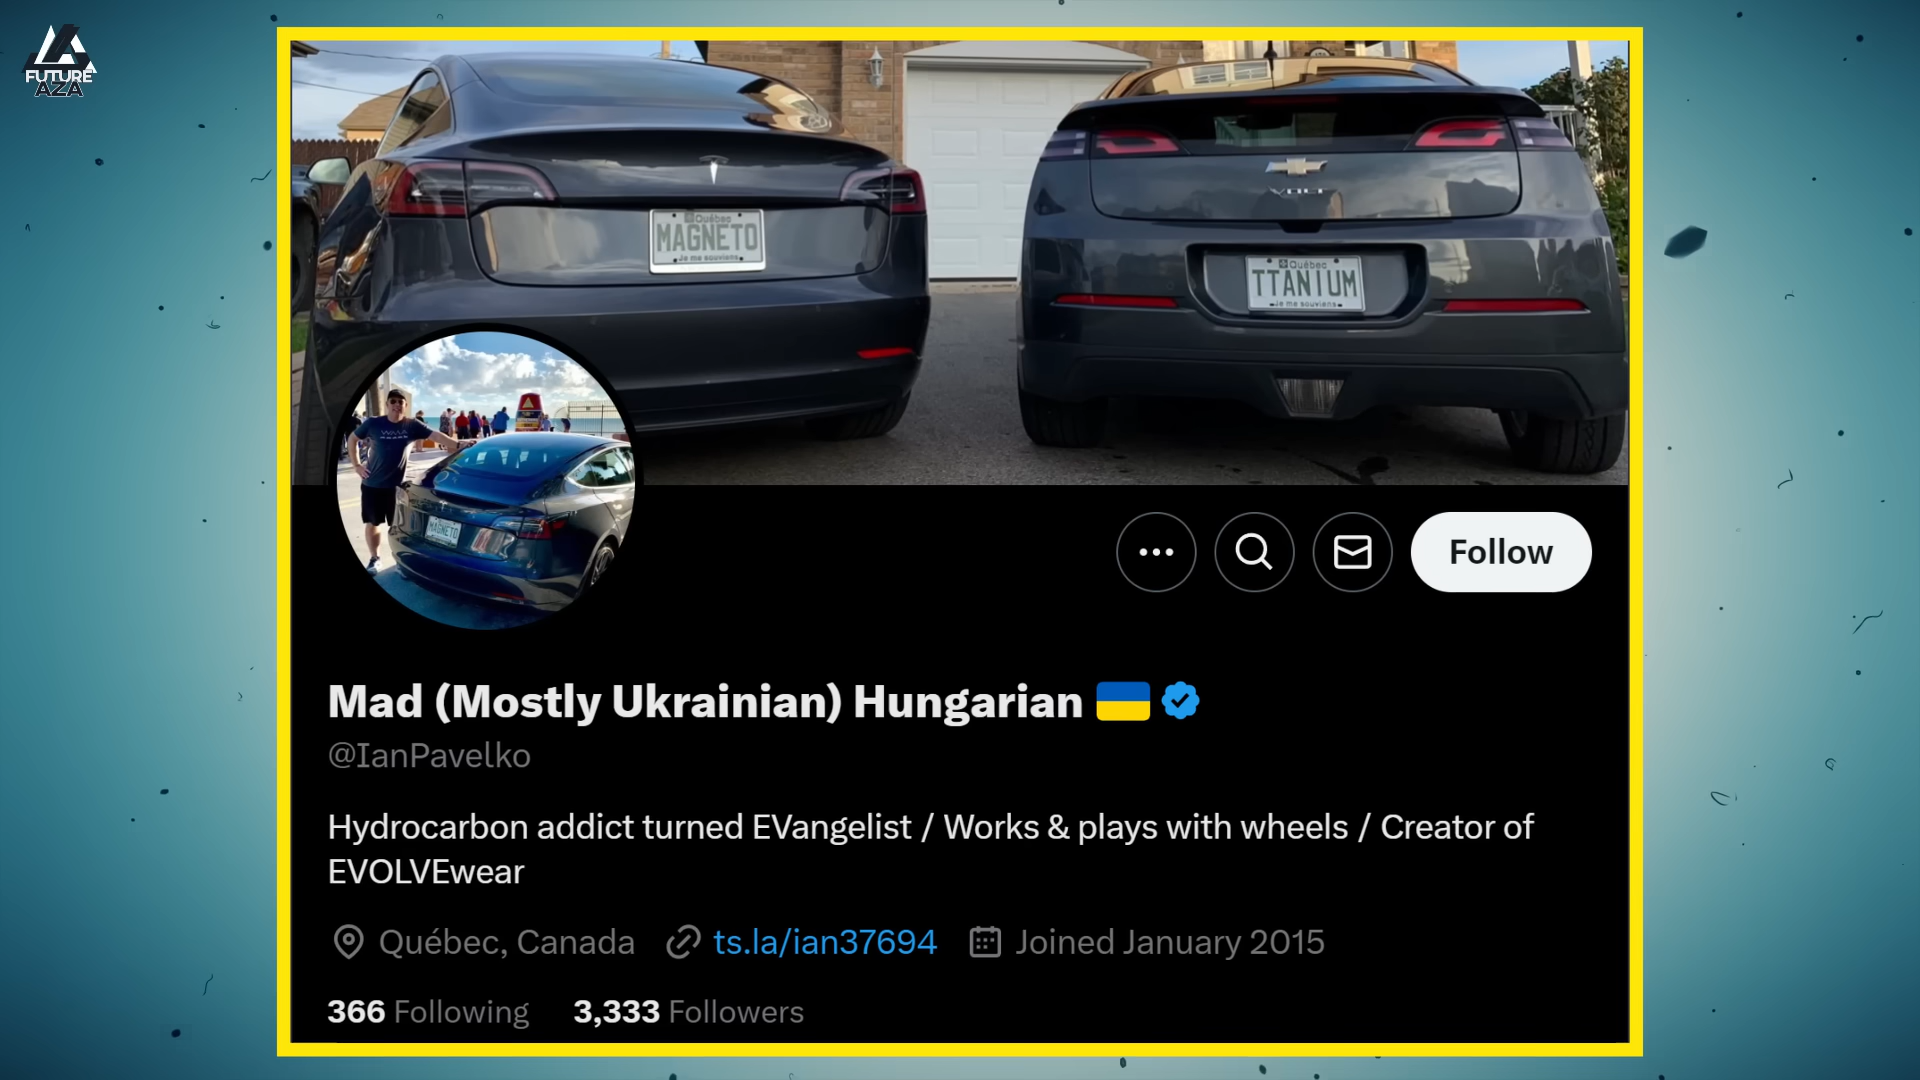 FUTURE
AZA
Québec
MAGNETO
Je me souviens
VOLT
Québec
TTANIUM
Je me souviens
MAGNETO
Follow
Mad (Mostly Ukrainian) Hungarian
@IanPavelko
Hydrocarbon addict turned EVangelist / Works & plays with wheels / Creator of
EVOLVEwear
Québec, Canada ts.la/ian37694 Joined January 2015
366 Following 3,333 Followers